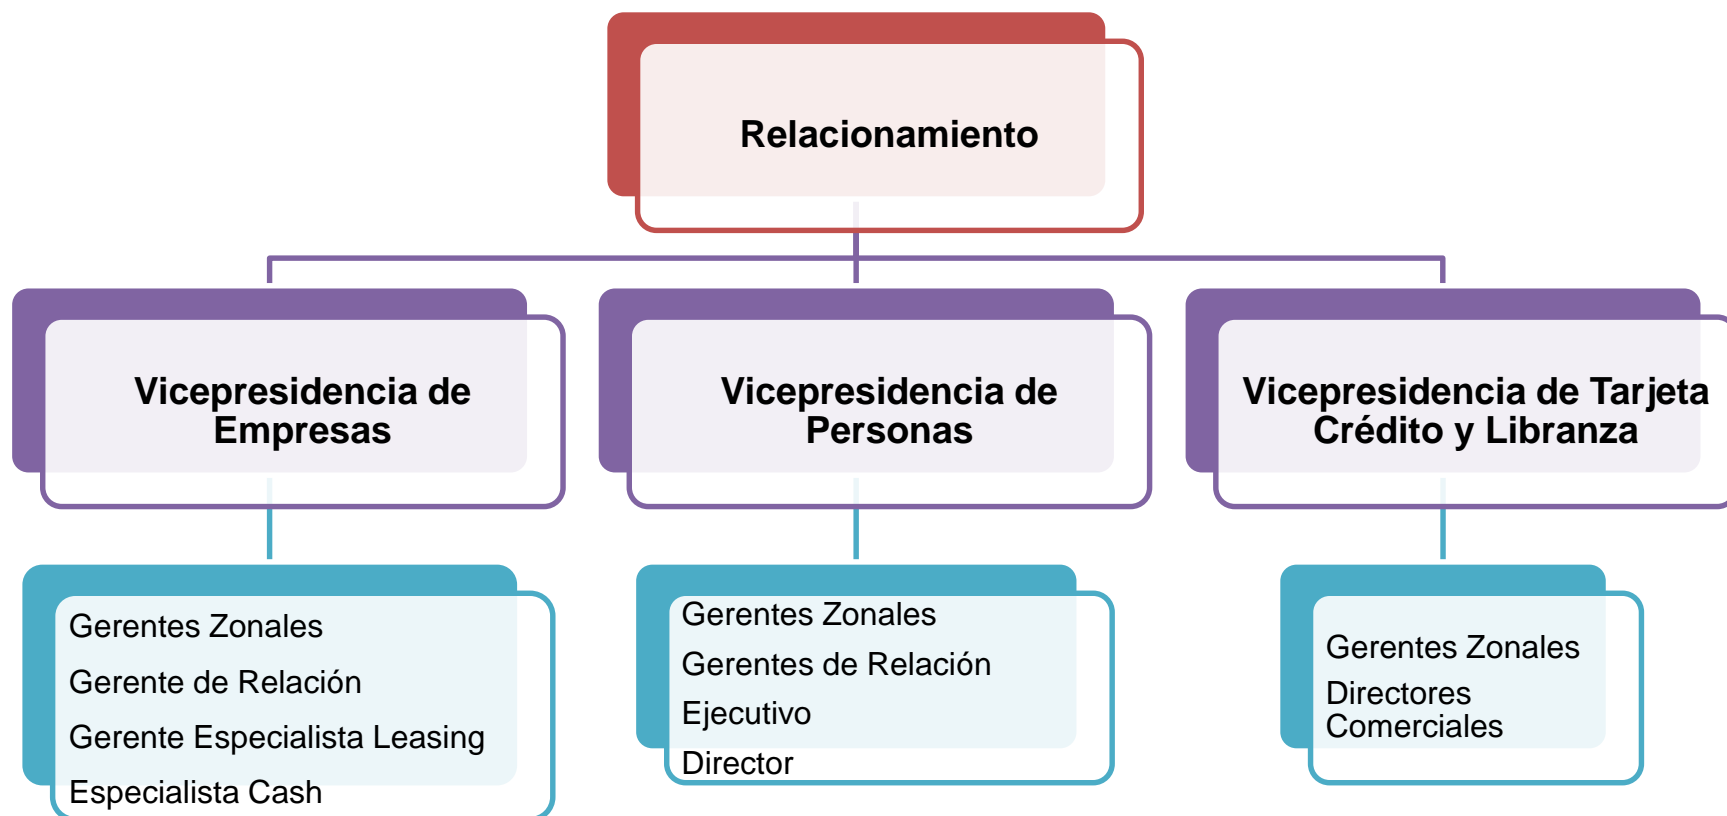 Relacionamiento
Vicepresidencia de
Empresas
Vicepresidencia de
Personas
Vicepresidencia de Tarjeta
Crédito y Libranza
Gerentes Zonales
Gerente de Relación
Gerente Especialista Leasing
Especialista Cash
Gerentes Zonales
Gerentes de Relación
Ejecutivo
Director
Gerentes Zonales
Directores
Comerciales